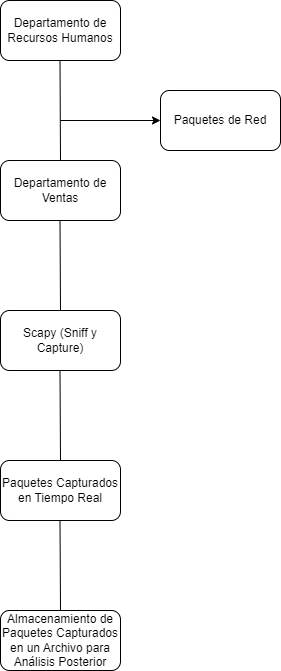 Departamento de
Recursos Humanos
Paquetes de Red
Departamento de
Ventas
Scapy (Sniff y
Capture)
Paquetes Capturados
en Tiempo Real
Almacenamiento de
Paquetes Capturados
en un Archivo para
Análisis Posterior